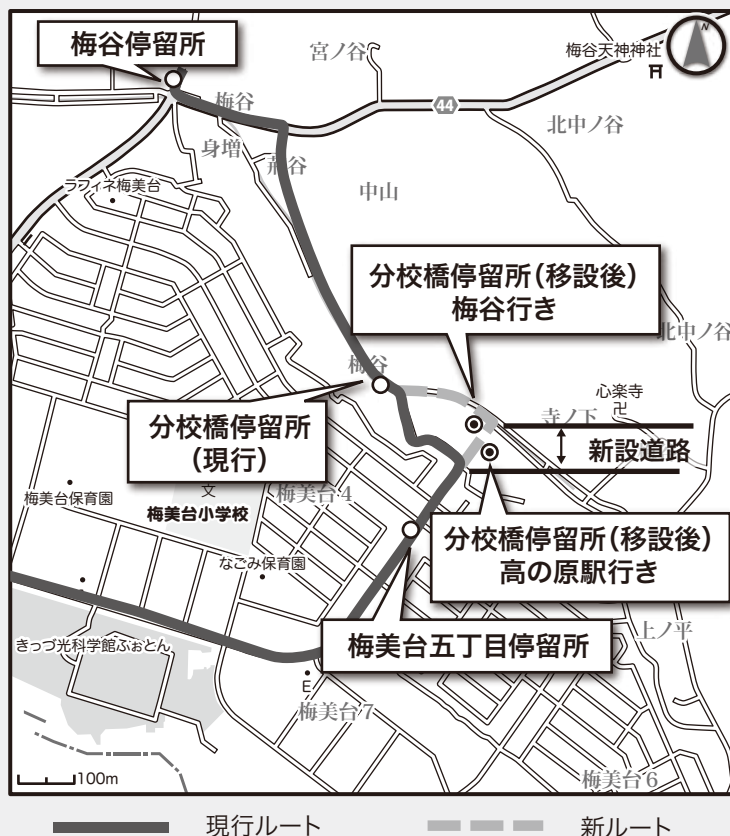 梅谷停留所
宮ノ谷
梅谷天神神社
N
梅谷
44
北中ノ谷
身増
荊谷
中山
ラフィネ梅美台
分校橋停留所（移設後）
梅谷行き
北中ノ谷
梅谷
心楽寺
寺ノ下
分校橋停留所
（現行）
新設道路
梅美台保育園
文
梅美台小学校
梅美台4
分校橋停留所（移設後）
高の原駅行き
なごみ保育園
きっづ光科学館ふぉとん
梅美台五丁目停留所
上ノ平
E
梅美台7
100m
梅美台6
現行ルート
新ルート